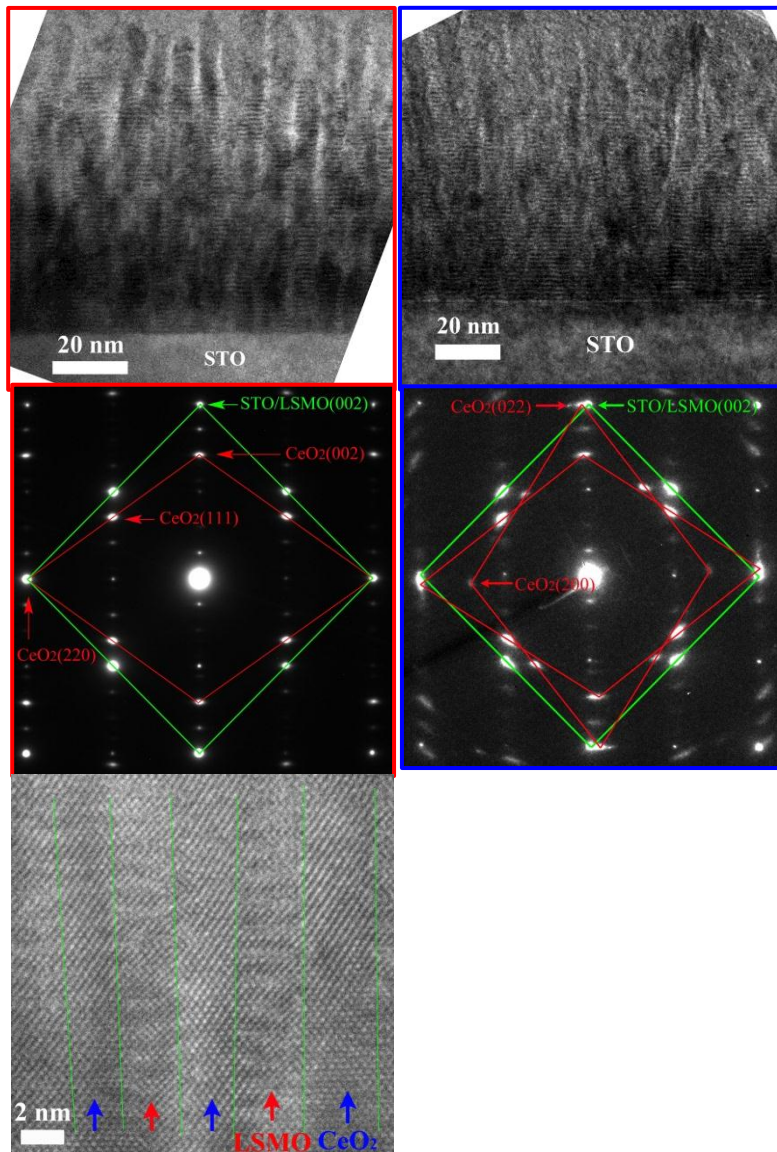 20 nm
STO
20 nm
STO
STO/LSMO(002)
CeO2(002)
CeO2(111)
CeO2(220)
CeO2(022)
STO/LSMO(002)
CeO2(200)
2 nm
LSMO
CeO2